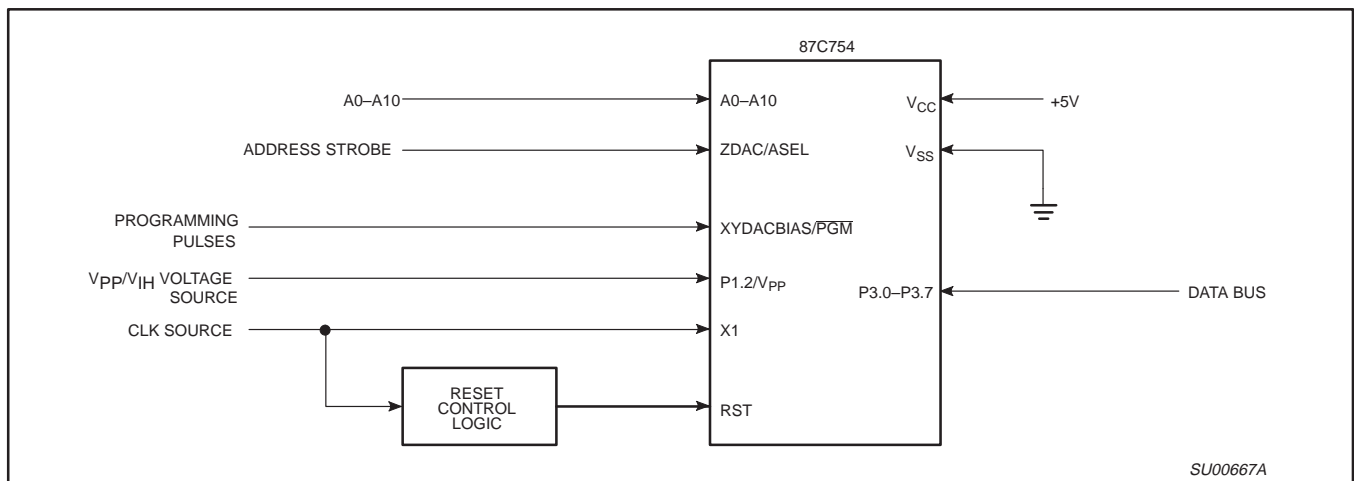 87C754
A0–A10
A0–A10
VCC
+5V
ADDRESS STROBE
ZDAC/ASEL
VSS
PROGRAMMING
PULSES
XYDACBIAS/PGM
VPP/VIH VOLTAGE
SOURCE
P1.2/VPP
P3.0–P3.7
DATA BUS
CLK SOURCE
X1
RESET
CONTROL
LOGIC
RST
SU00667A